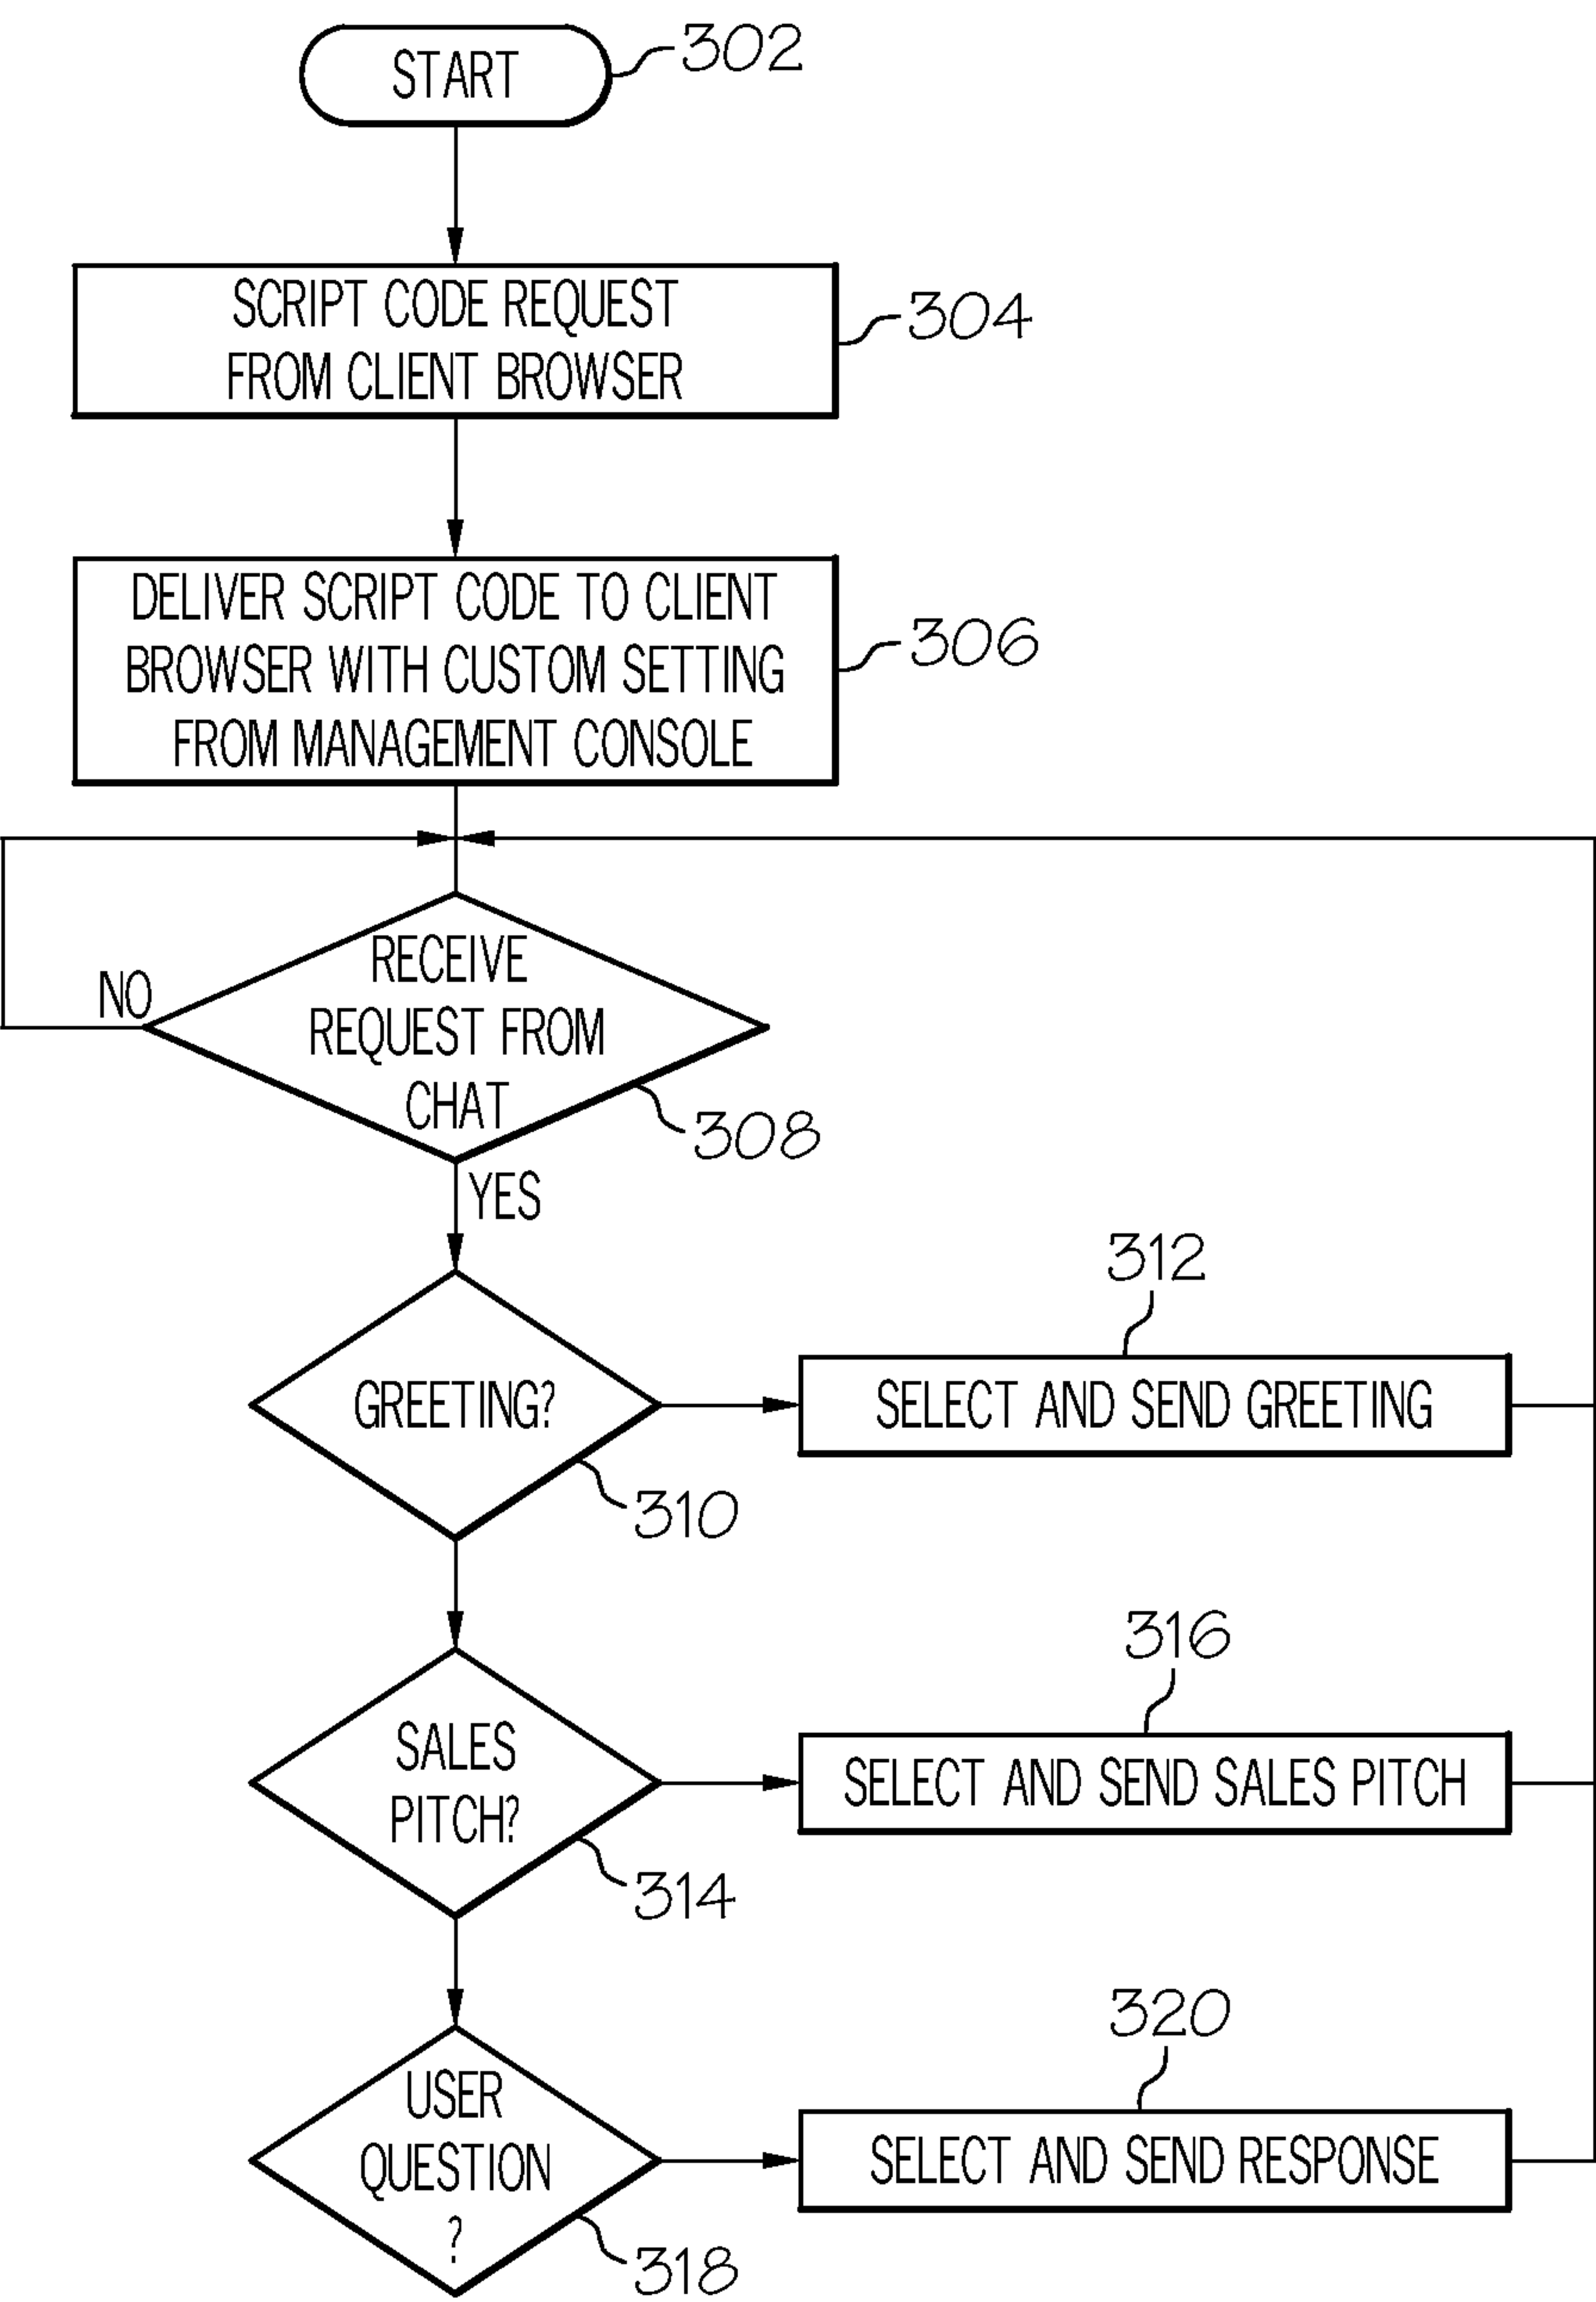 START
302
SCRIPT CODE REQUEST
FROM CLIENT BROWSER
304
DELIVER SCRIPT CODE TO CLIENT
BROWSER WITH CUSTOM SETTING
FROM MANAGEMENT CONSOLE
306
NO
RECEIVE
REQUEST FROM
CHAT
308
YES
312
GREETING?
SELECT AND SEND GREETING
310
316
SALES
PITCH?
SELECT AND SEND SALES PITCH
314
320
USER
QUESTION
?
SELECT AND SEND RESPONSE
318